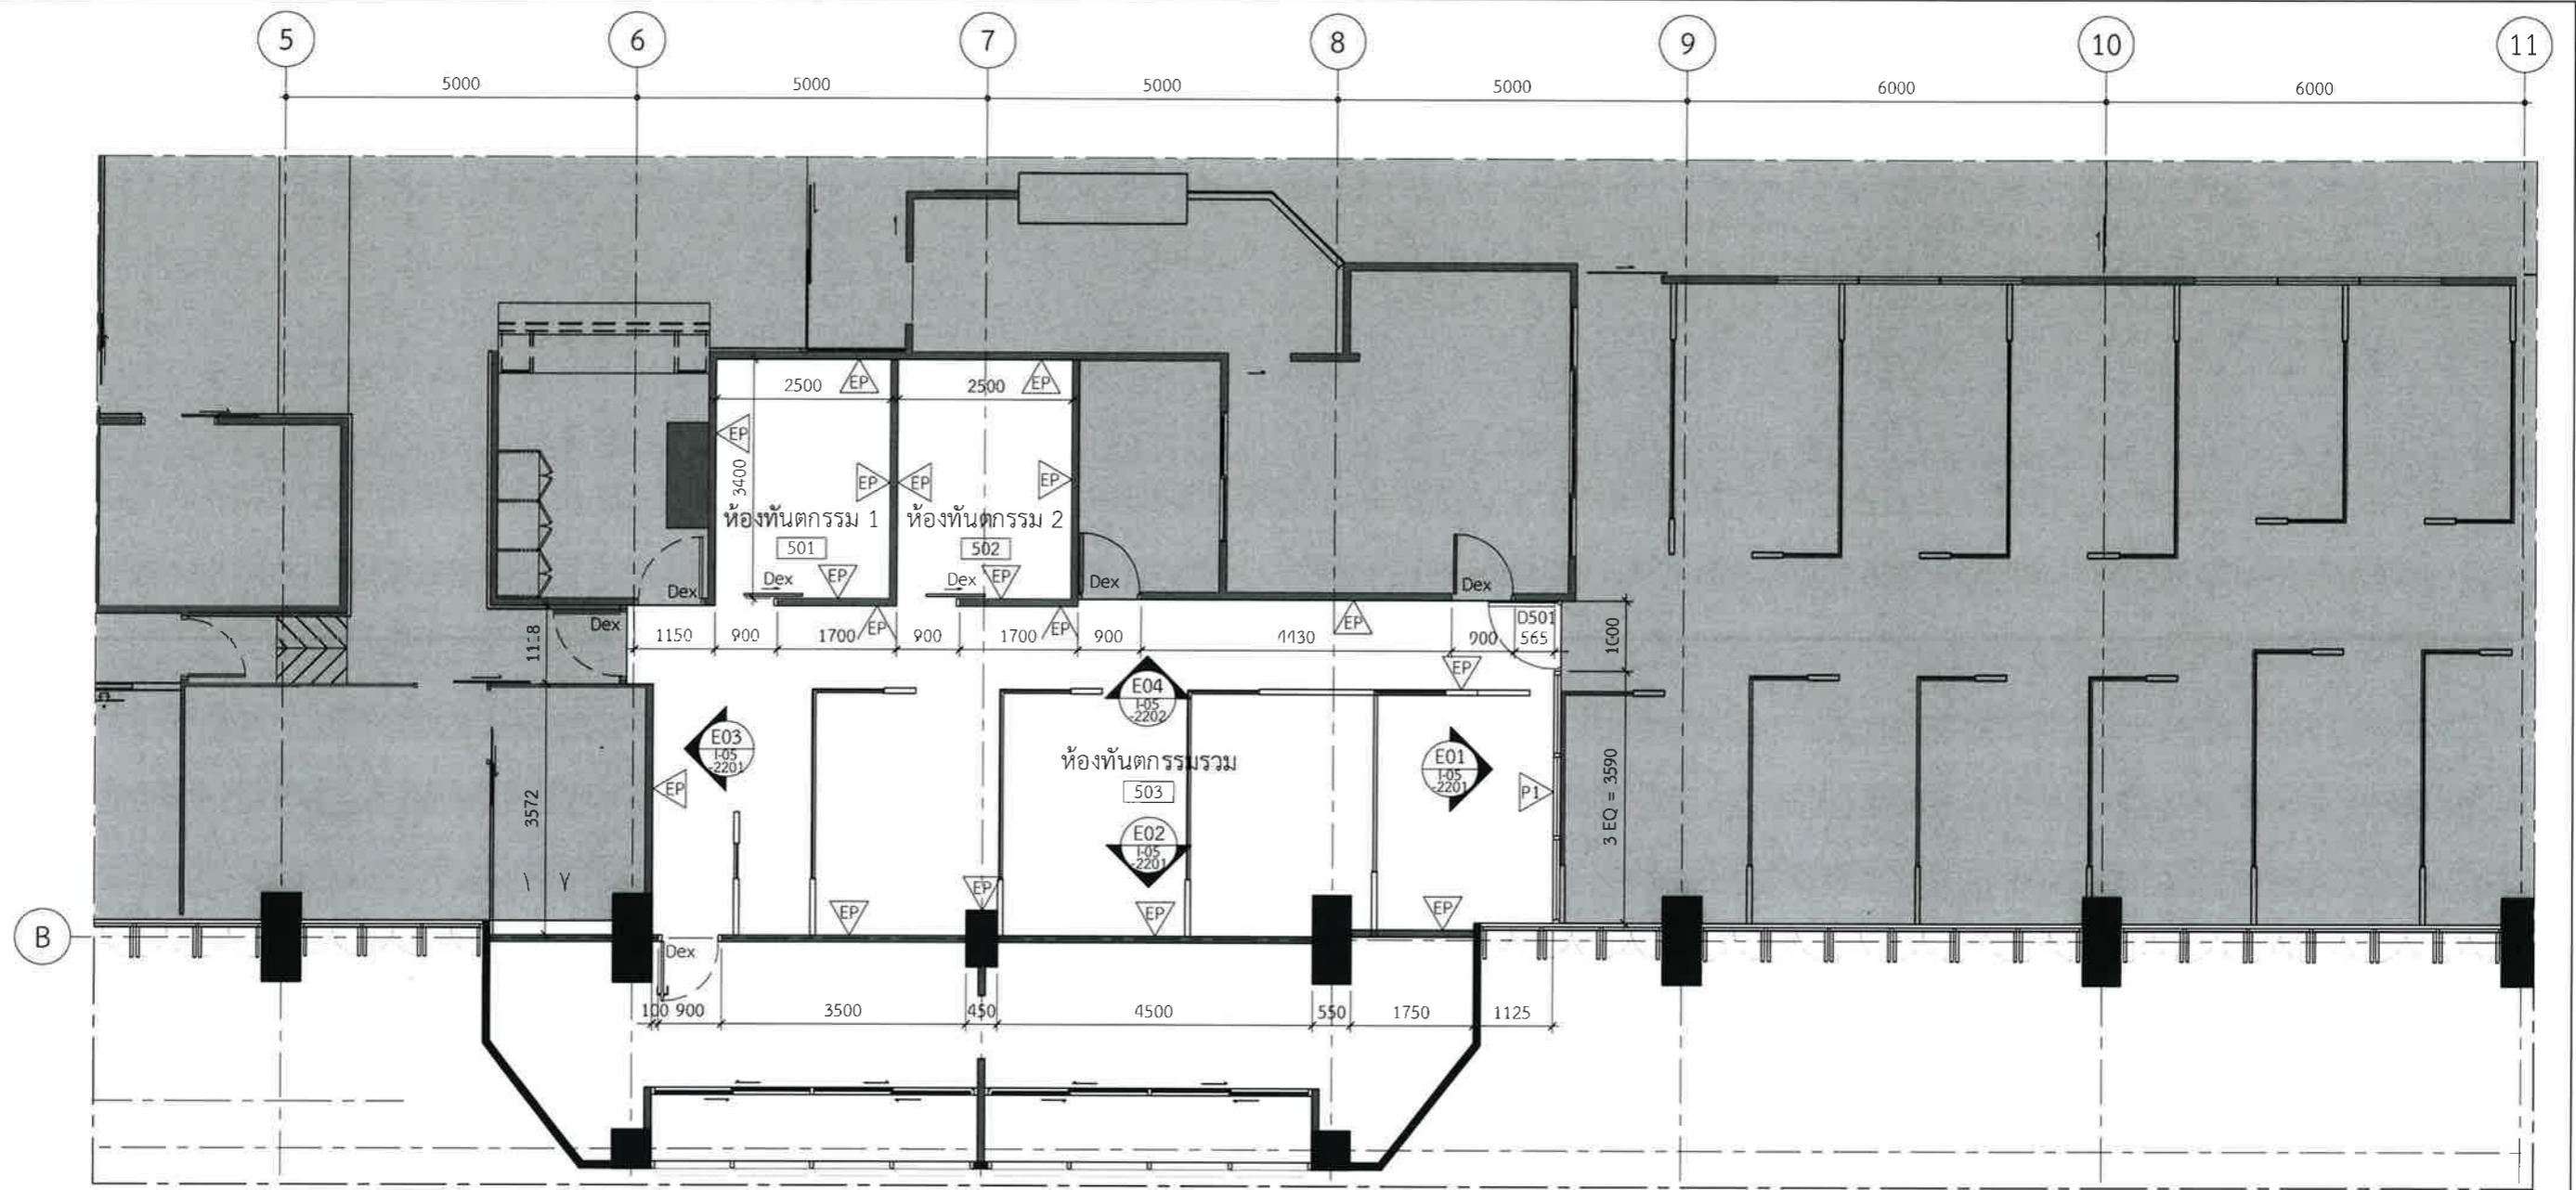 5 6 7 8 9 10 11
5000 5000 5000 5000 6000 6000
2500 EP 2500 EP
EP
3400
EP EP EP
ห้องทันตกรรม 1 ห้องทันตกรรม 2
501 502
Dex EP Dex EP Dex Dex
Dex
Dex
1118
1150 900 1700 EP 900 1700 EP 900 EP 900 D501
565
EP
E04
I-05
-2202
E03
I-05
-2201
ห้องทันตกรรมรวม
503
E01
I-05
-2201
EP P1
3 EQ = 3590
3572
E02
I-05
-2201
EP EP EP EP
B
Dex
100 900 3500 450 4500 550 1750 1125